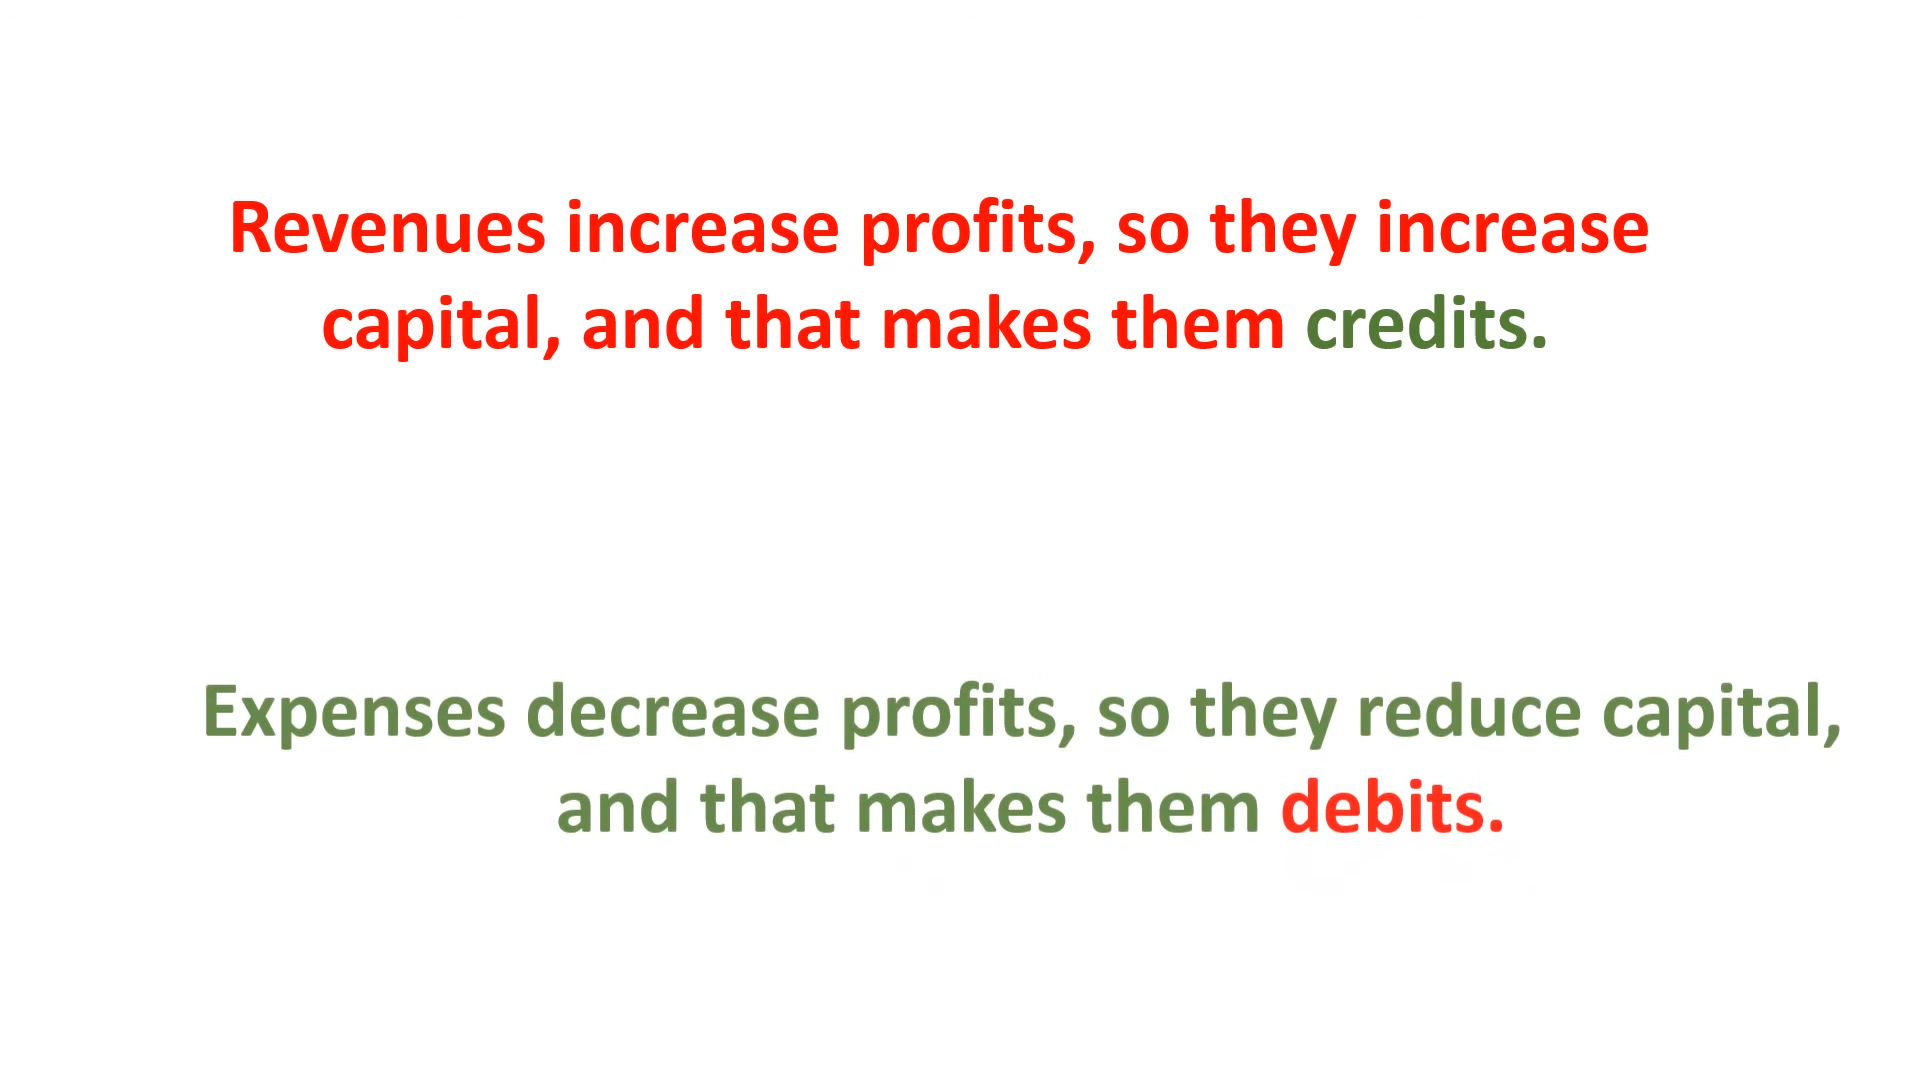 Revenues increase profits, so they increase
capital, and that makes them credits.
Expenses decrease profits, so they reduce capital,
and that makes them debits.